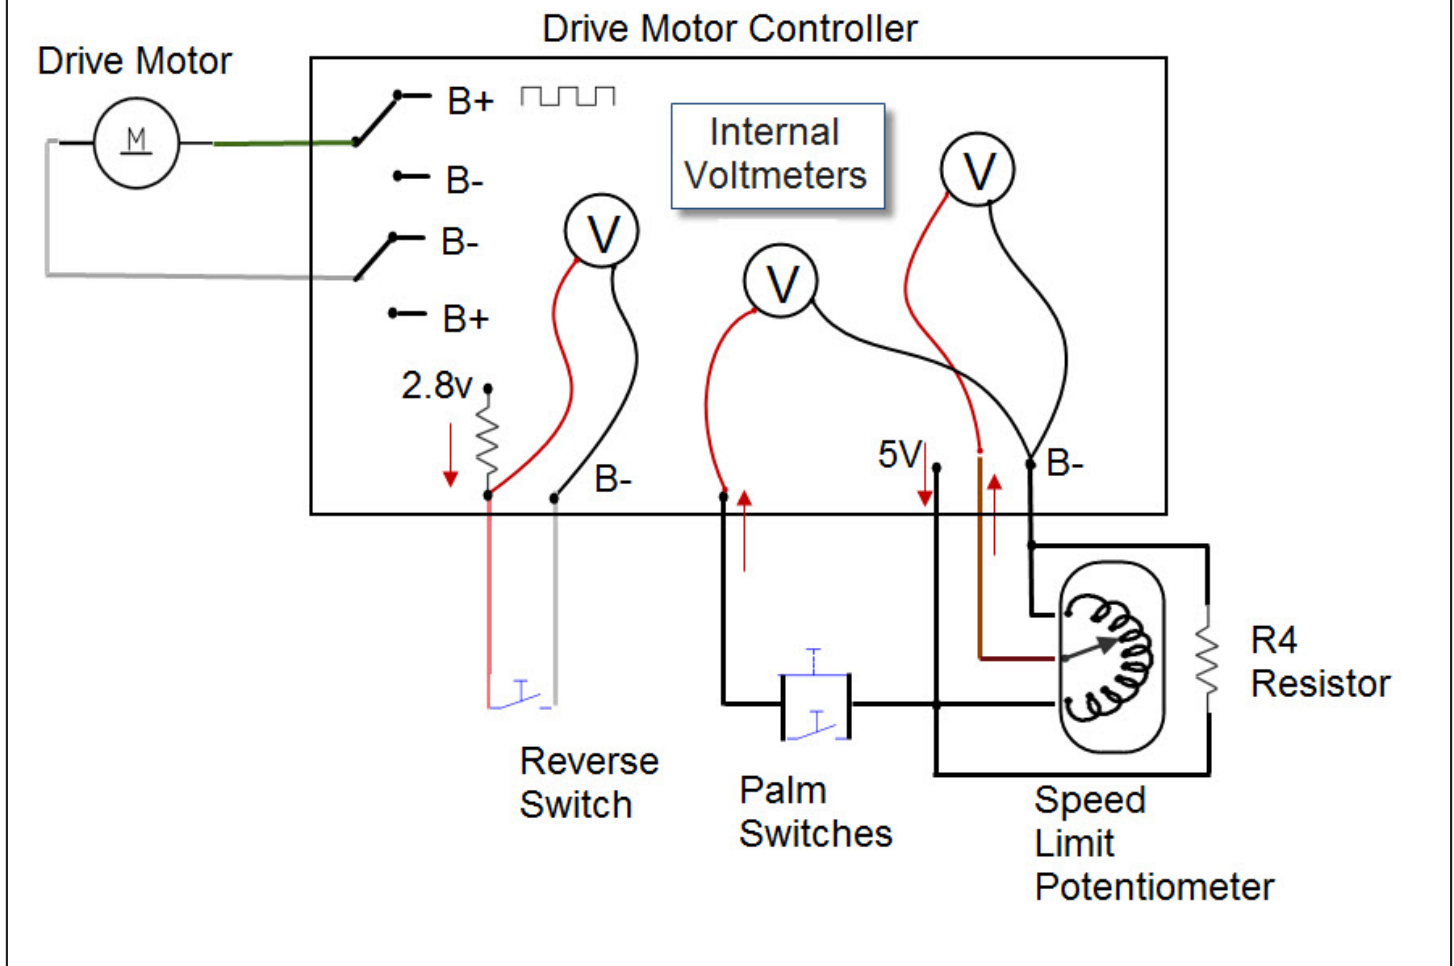 Drive Motor Controller
Drive Motor
M
B+
B-
B-
B+
Internal
Voltmeters
V
V
V
2.8v
B-
5V
B-
R4
Resistor
Reverse
Switch
Palm
Switches
Speed
Limit
Potentiometer